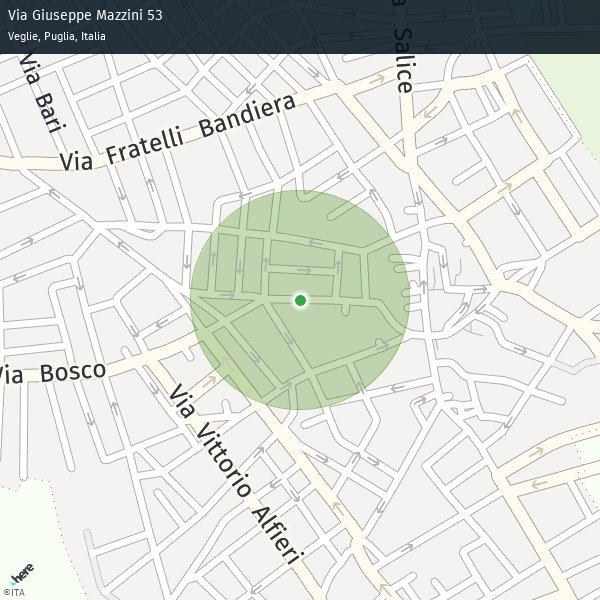 Via Giuseppe Mazzini 53
Veglie, Puglia, Italia
Salice
Via Bari
Via Fratelli Bandiera
Via Bosco
Via Vittorio Alfieri
here
©ITA